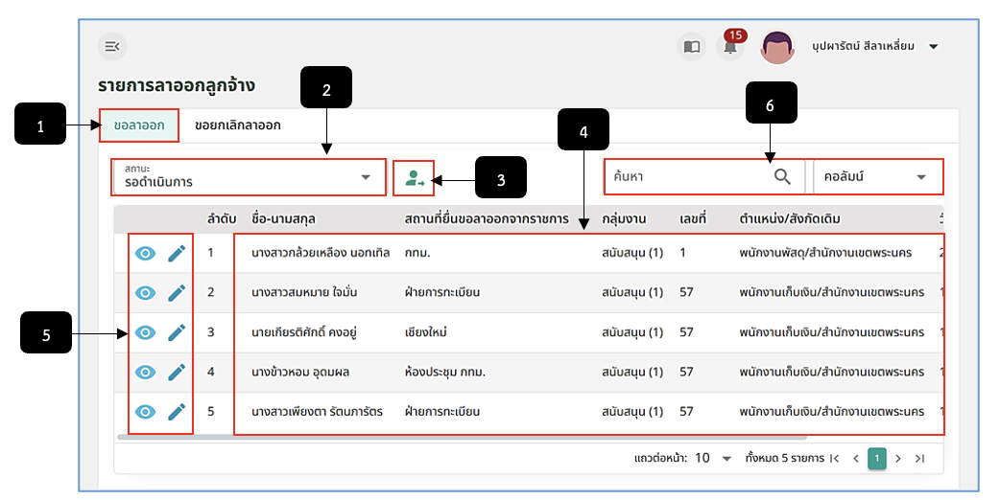 15
บุปผารัตน์ สีลาเหลี่ยม
รายการลาออกลูกจ้าง
2
1
ขอลาออก
ขอยกเลิกลาออก
4
6
สถานะ
รอดำเนินการ
3
ค้นหา
คอลัมน์
ลำดับ ชื่อ-นามสกุล สถานที่ยื่นขอลาออกจากราชการ กลุ่มงาน เลขที่ ตำแหน่ง/สังกัดเดิม
1 นางสาวกล้วยเหลือง นอทเทิล กทม. สนับสนุน (1) 1 พนักงานพัสดุ/สำนักงานเขตพระนคร 2
2 นางสาวสมหมาย ใจมั่น ฝ่ายการทะเบียน สนับสนุน (1) 57 พนักงานเก็บเงิน/สำนักงานเขตพระนคร 1
5
3 นายเกียรติศักดิ์ คงอยู่ เชียงใหม่ สนับสนุน (1) 57 พนักงานเก็บเงิน/สำนักงานเขตพระนคร 1
4 นางข้าวหอม อุดมผล ห้องประชุม กทม. สนับสนุน (1) 57 พนักงานเก็บเงิน/สำนักงานเขตพระนคร 1
5 นางสาวเพียงตา รัตนภารัตร ฝ่ายการทะเบียน สนับสนุน (1) 57 พนักงานเก็บเงิน/สำนักงานเขตพระนคร 1
แถวต่อหน้า: 10 ทั้งหมด 5 รายการ 1